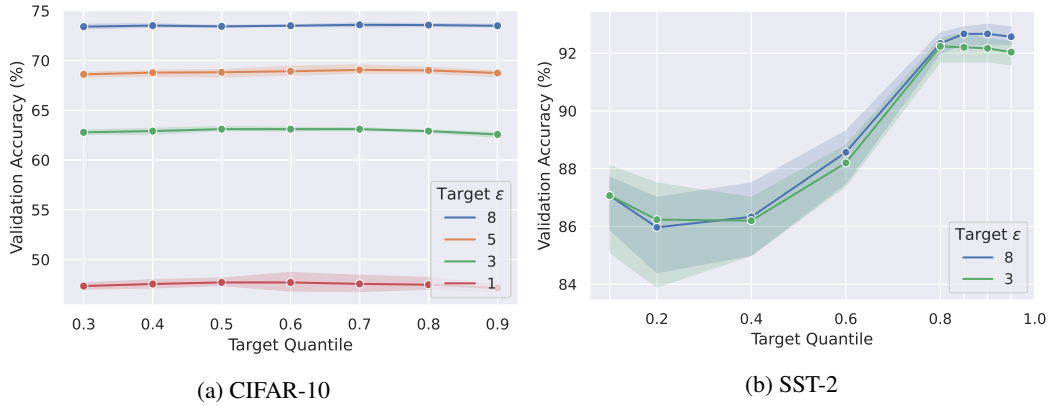 75
70
65
60
55
50
Validation Accuracy (%)
Target ε
8
5
3
1
0.3 0.4 0.5 0.6 0.7 0.8 0.9
Target Quantile
(a) CIFAR-10
92
90
88
86
84
Validation Accuracy (%)
Target ε
8
3
0.2 0.4 0.6 0.8 1.0
Target Quantile
(b) SST-2